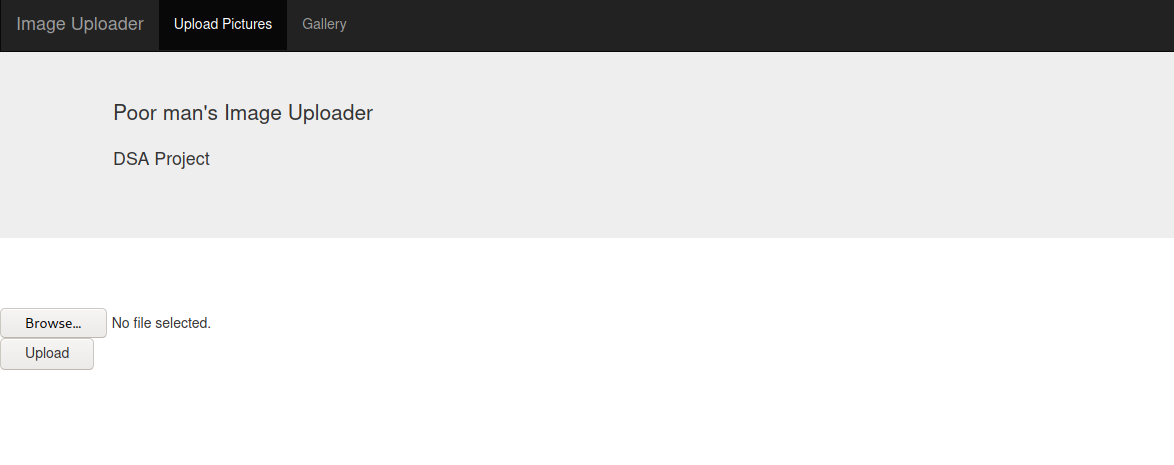 Image Uploader Upload Pictures Gallery
Poor man's Image Uploader
DSA Project
Browse... No file selected.
Upload